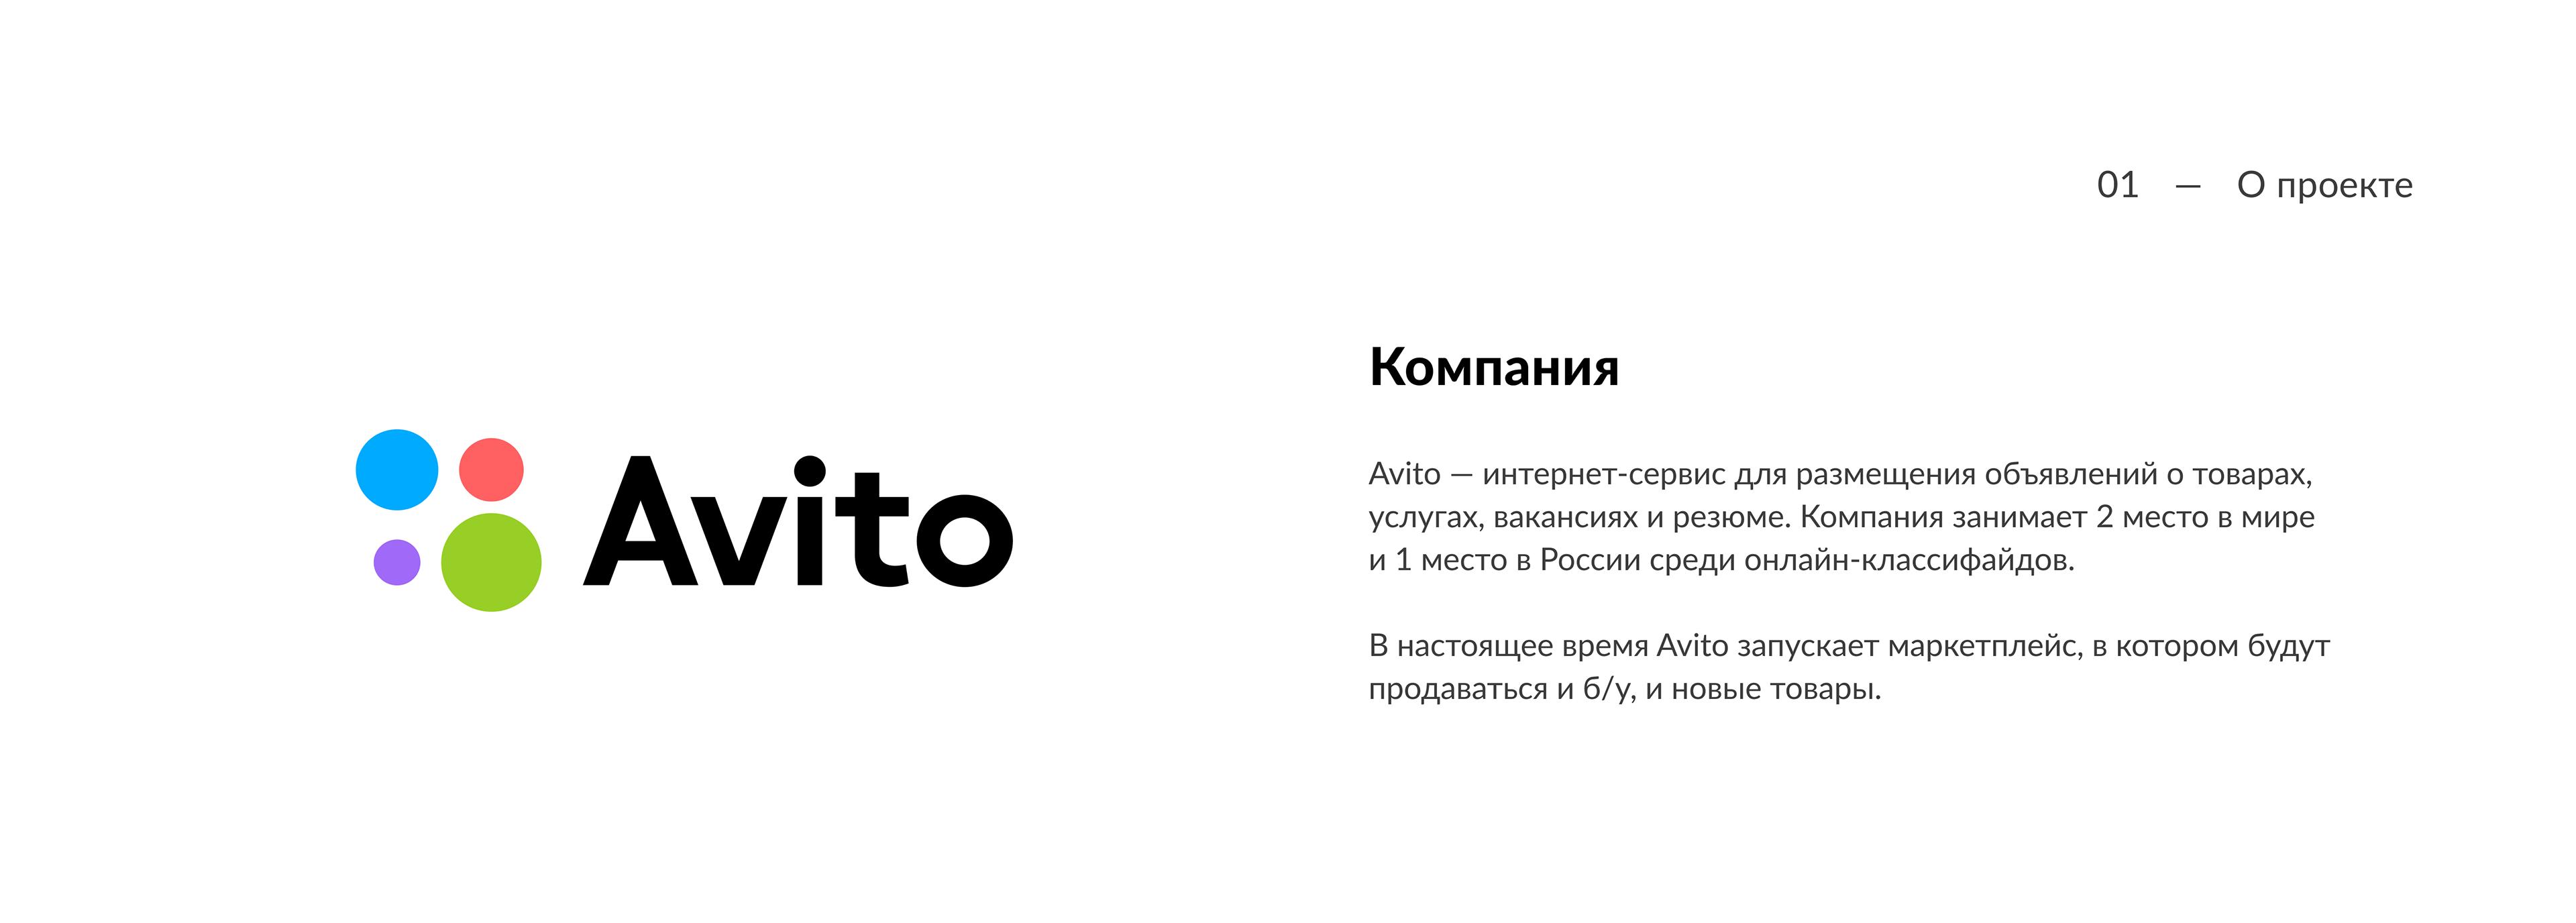 01 — О проекте
Avito
Компания
Avito — интернет-сервис для размещения объявлений о товарах,
услугах, вакансиях и резюме. Компания занимает 2 место в мире
и 1 место в России среди онлайн-классифайдов.
В настоящее время Avito запускает маркетплейс, в котором будут
продаваться и б/у, и новые товары.